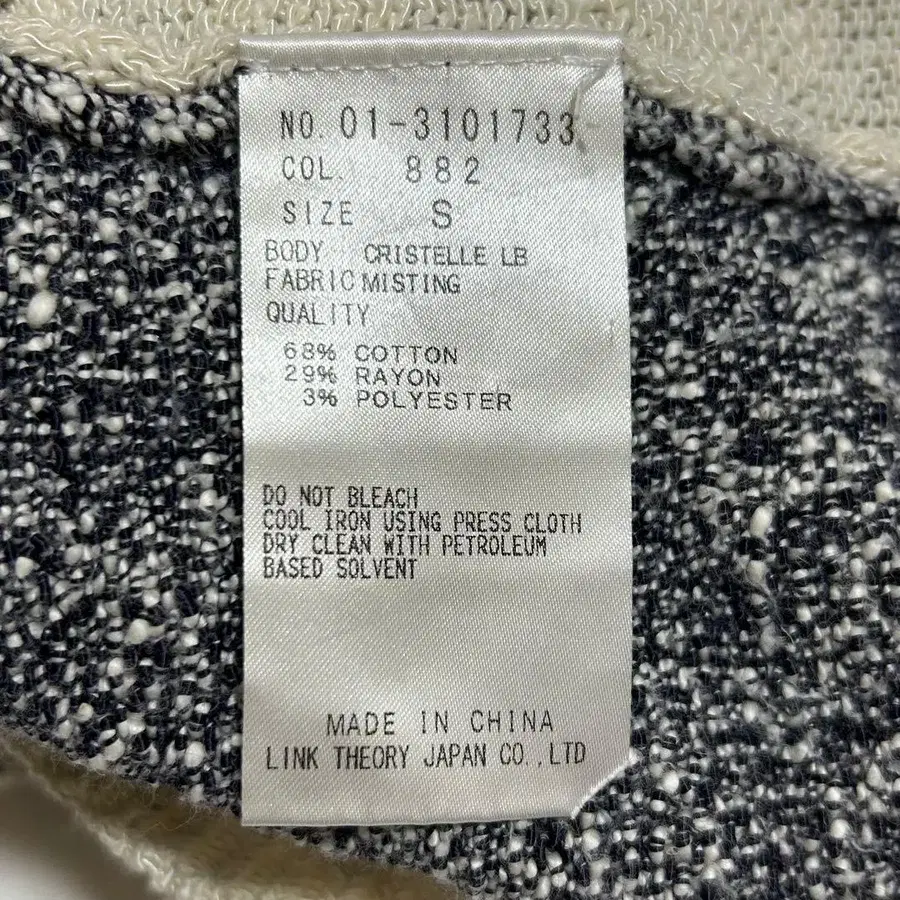 NO. 01-3101733
COL. 882
SIZE S
BODY CRISTELLE LB
FABRIC MISTING
QUALITY
68% COTTON
29% RAYON
3% POLYESTER
DO NOT BLEACH
COOL IRON USING PRESS CLOTH
DRY CLEAN WITH PETROLEUM
BASED SOLVENT
MADE IN CHINA
LINK THEORY JAPAN CO.,LTD